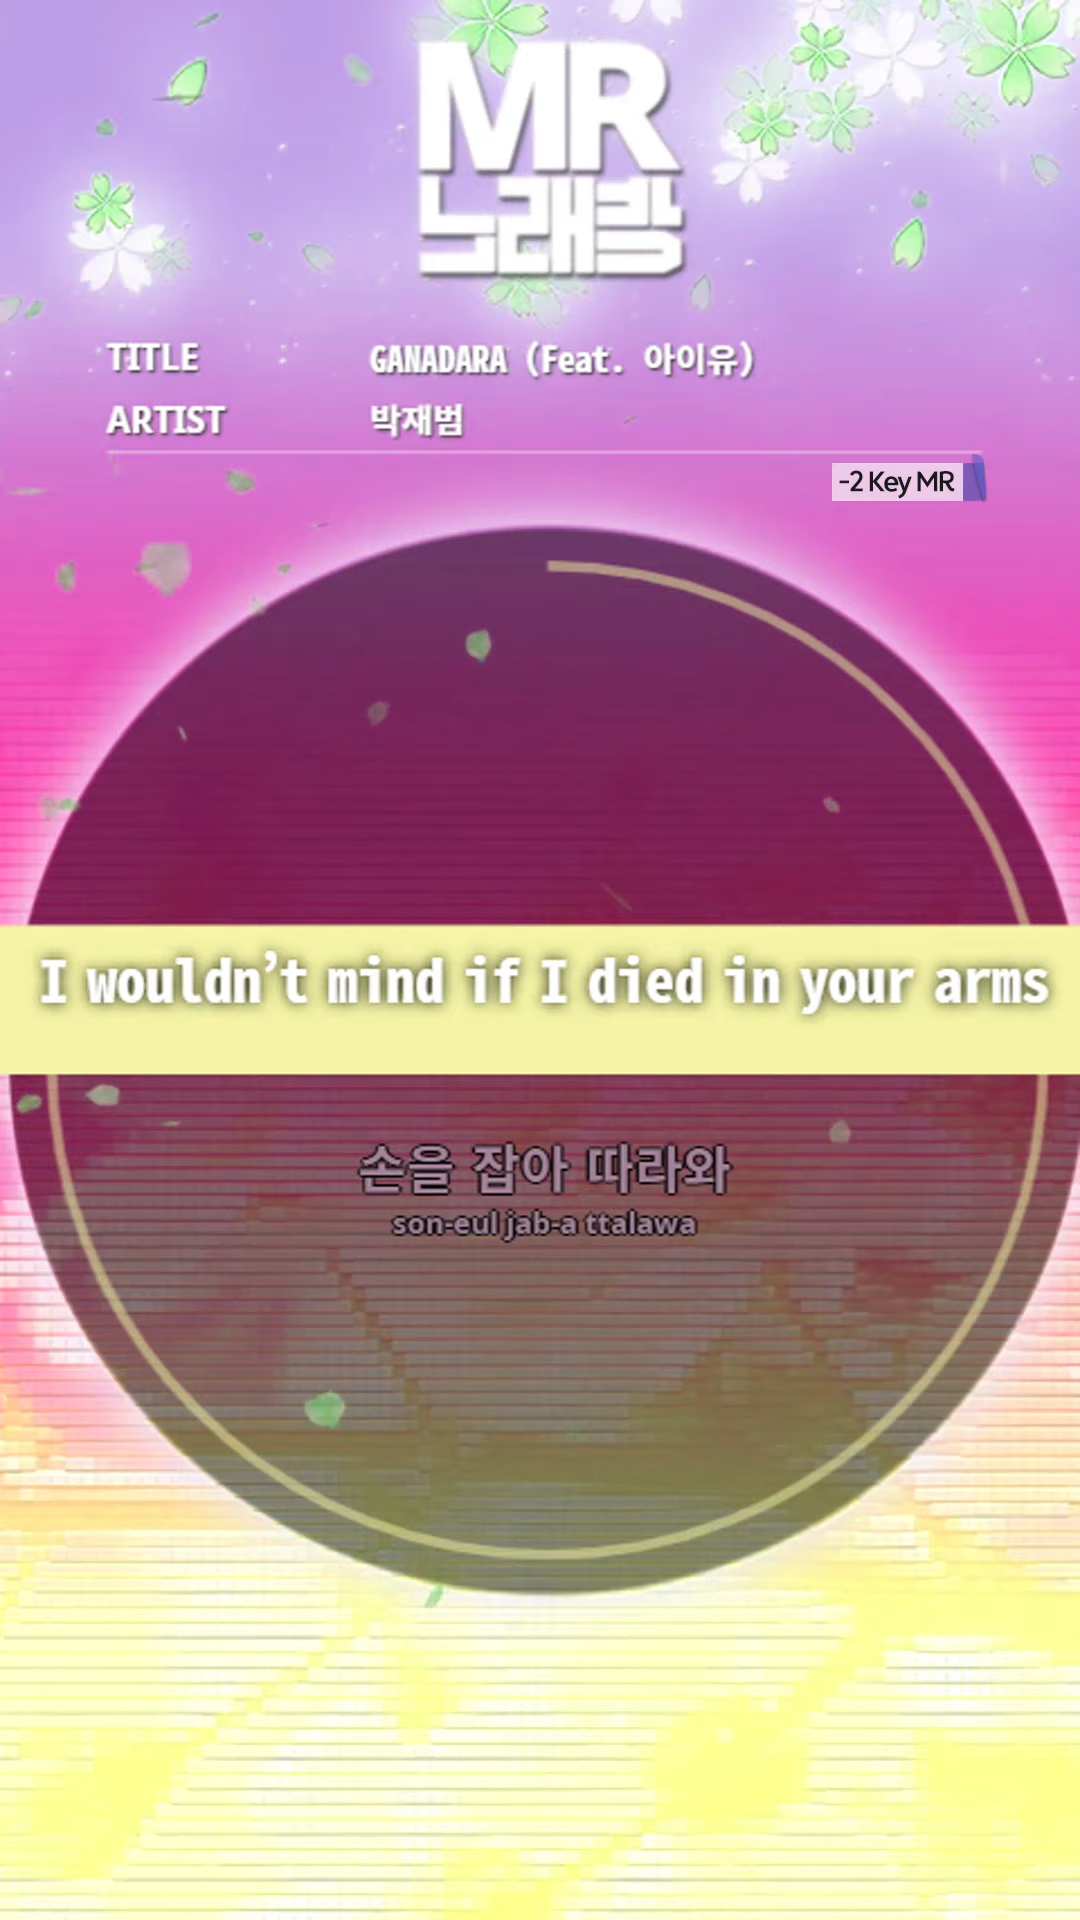 MR
노래방
TITLE GANADARA (Feat. 아이유)
ARTIST 박재범
-2 Key MR
I wouldn’t mind if I died in your arms
손을 잡아 따라와
son-eul jab-a ttalawa